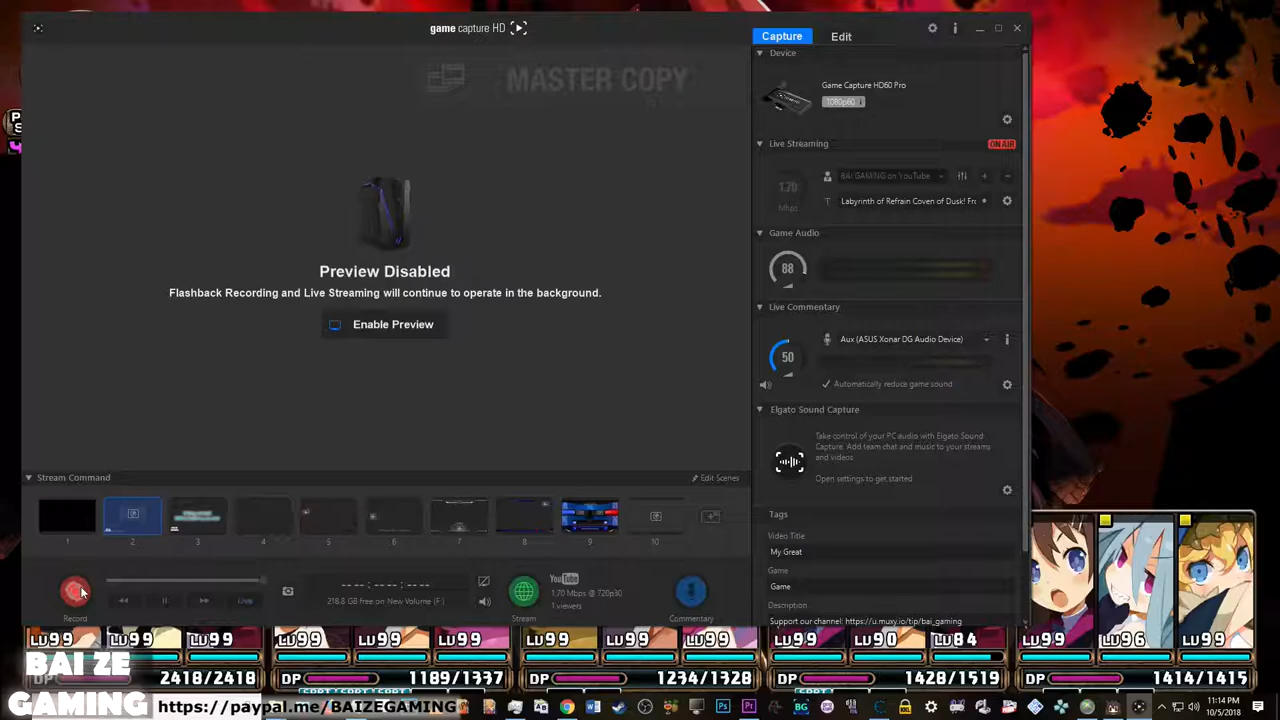 game capture HD
Capture
Edit
MASTER COPY
Device
Game Capture HD60 Pro
1080p60
Live Streaming
ON AIR
1.70
Mbps
BAI GAMING on YouTube
Labyrinth of Refrain Coven of Dusk! Fr
Game Audio
88
Preview Disabled
Flashback Recording and Live Streaming will continue to operate in the background.
Enable Preview
Live Commentary
Aux (ASUS Xonar DG Audio Device)
50
Automatically reduce game sound
Elgato Sound Capture
Take control of your PC audio with Elgato Sound
Capture. Add team chat and music to your streams
and videos
Open settings to get started
Stream Command
Edit Scenes
1
2
3
4
5
6
7
8
9
10
Tags
Video Title
My Great
Game
Game
Description
Support our channel: https://u.muxy.io/tip/bai_gaming
-- -- : -- -- : -- --
218.8 GB free on New Volume (F:)
Live
Record
YouTube
1.70 Mbps @ 720p30
1 viewers
Stream
Commentary
LV99 LV99 LV99 LV99 LV99 LV99 LV99 LV99 LV99 LV99 LV90 LV84 LV99 LV96 LV99
BAI ZE
GAMING
2418/2418
DP 1189/1337
DP 1234/1328
DP 1428/1519
DP 1414/1415
https://paypal.me/BAIZEGAMING
11:14 PM
10/5/2018